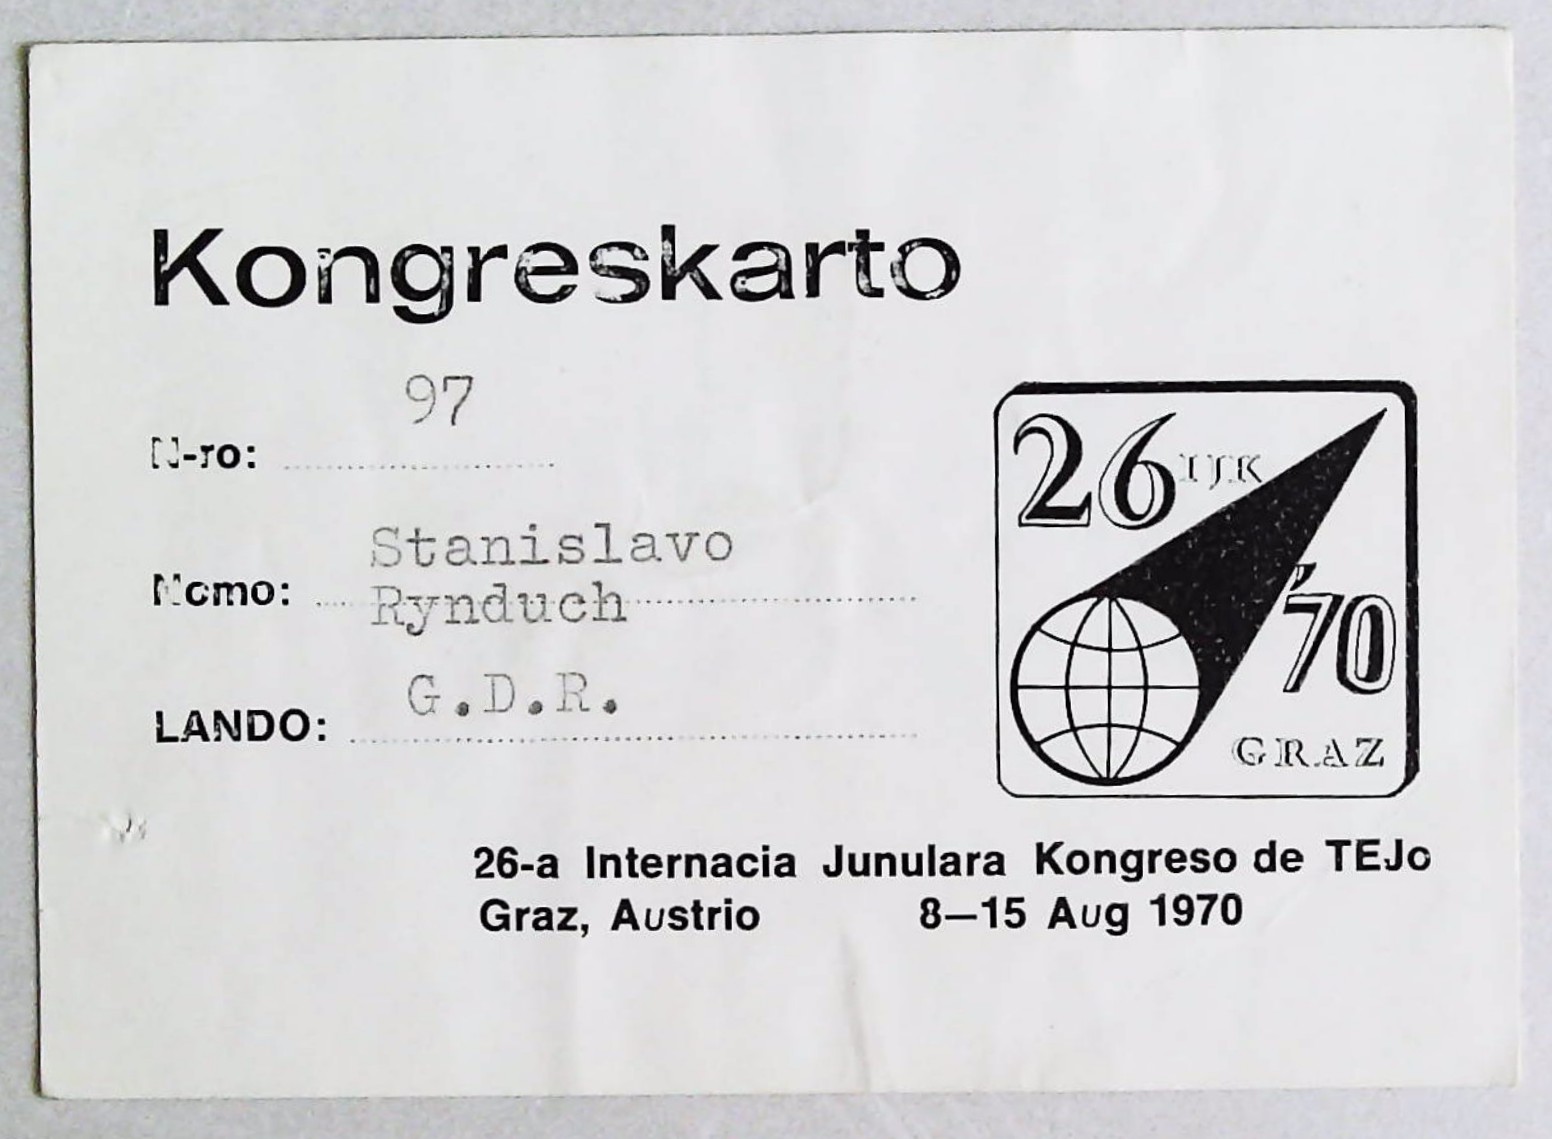 Kongreskarto
N-ro: 97
Nomo: Stanislavo
Rynduch
LANDO: G.D.R.
26 IJK
'70
GRAZ
26-a Internacia Junulara Kongreso de TEJo
Graz, Austrio 8—15 Aug 1970